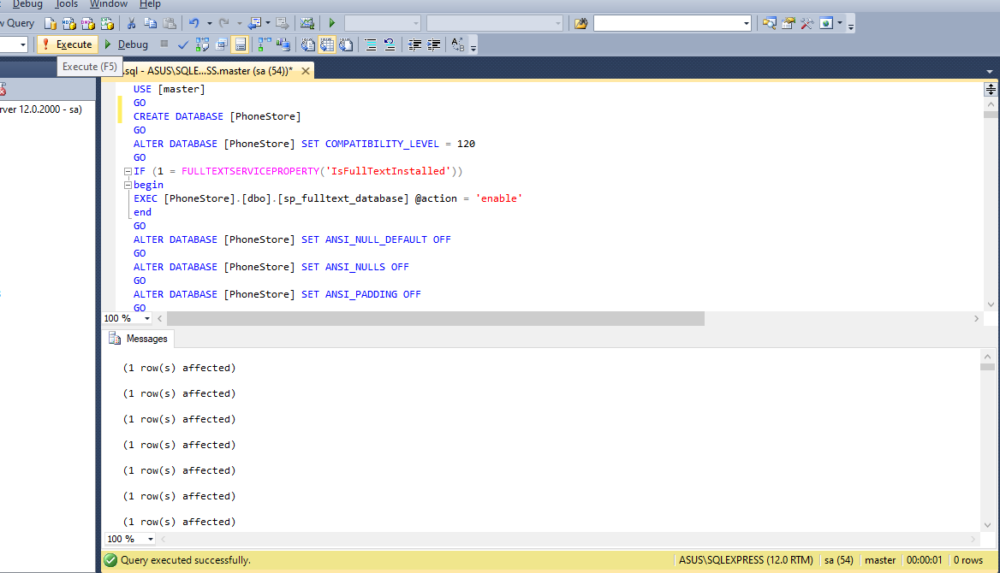 Debug Tools Window Help
w Query
Execute Debug
Execute (F5)
.sql - ASUS\SQLE...SS.master (sa (54))*
rver 12.0.2000 - sa)
USE [master]
GO
CREATE DATABASE [PhoneStore]
GO
ALTER DATABASE [PhoneStore] SET COMPATIBILITY_LEVEL = 120
GO
IF (1 = FULLTEXTSERVICEPROPERTY('IsFullTextInstalled'))
begin
EXEC [PhoneStore].[dbo].[sp_fulltext_database] @action = 'enable'
end
GO
ALTER DATABASE [PhoneStore] SET ANSI_NULL_DEFAULT OFF
GO
ALTER DATABASE [PhoneStore] SET ANSI_NULLS OFF
GO
ALTER DATABASE [PhoneStore] SET ANSI_PADDING OFF
GO
100 %
Messages
(1 row(s) affected)
(1 row(s) affected)
(1 row(s) affected)
(1 row(s) affected)
(1 row(s) affected)
(1 row(s) affected)
(1 row(s) affected)
100 %
Query executed successfully. ASUS\SQLEXPRESS (12.0 RTM) sa (54) master 00:00:01 0 rows